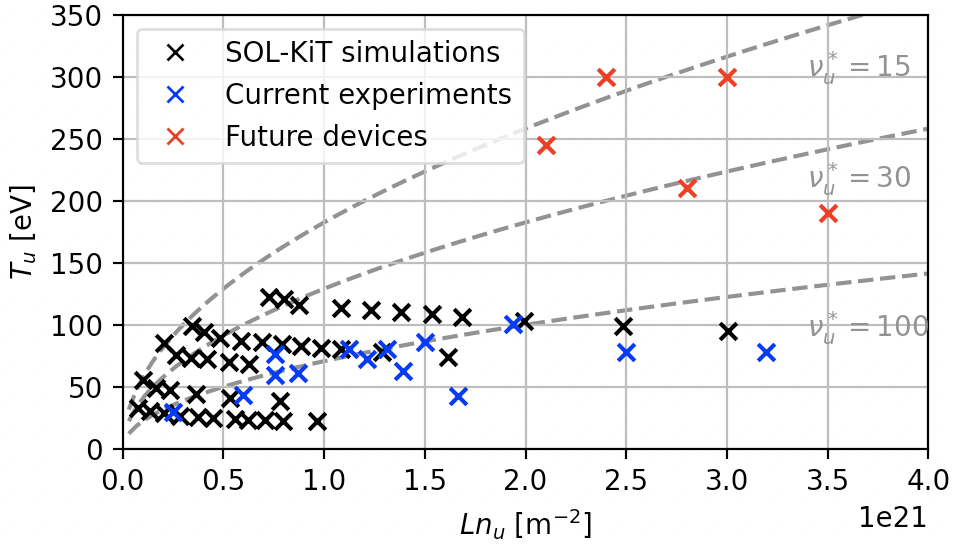 350
300
250
200
150
100
50
0
T_u [eV]
SOL-KiT simulations
Current experiments
Future devices
ν_u^* = 15
ν_u^* = 30
ν_u^* = 100
0.0 0.5 1.0 1.5 2.0 2.5 3.0 3.5 4.0
1e21
Ln_u [m^{-2}]